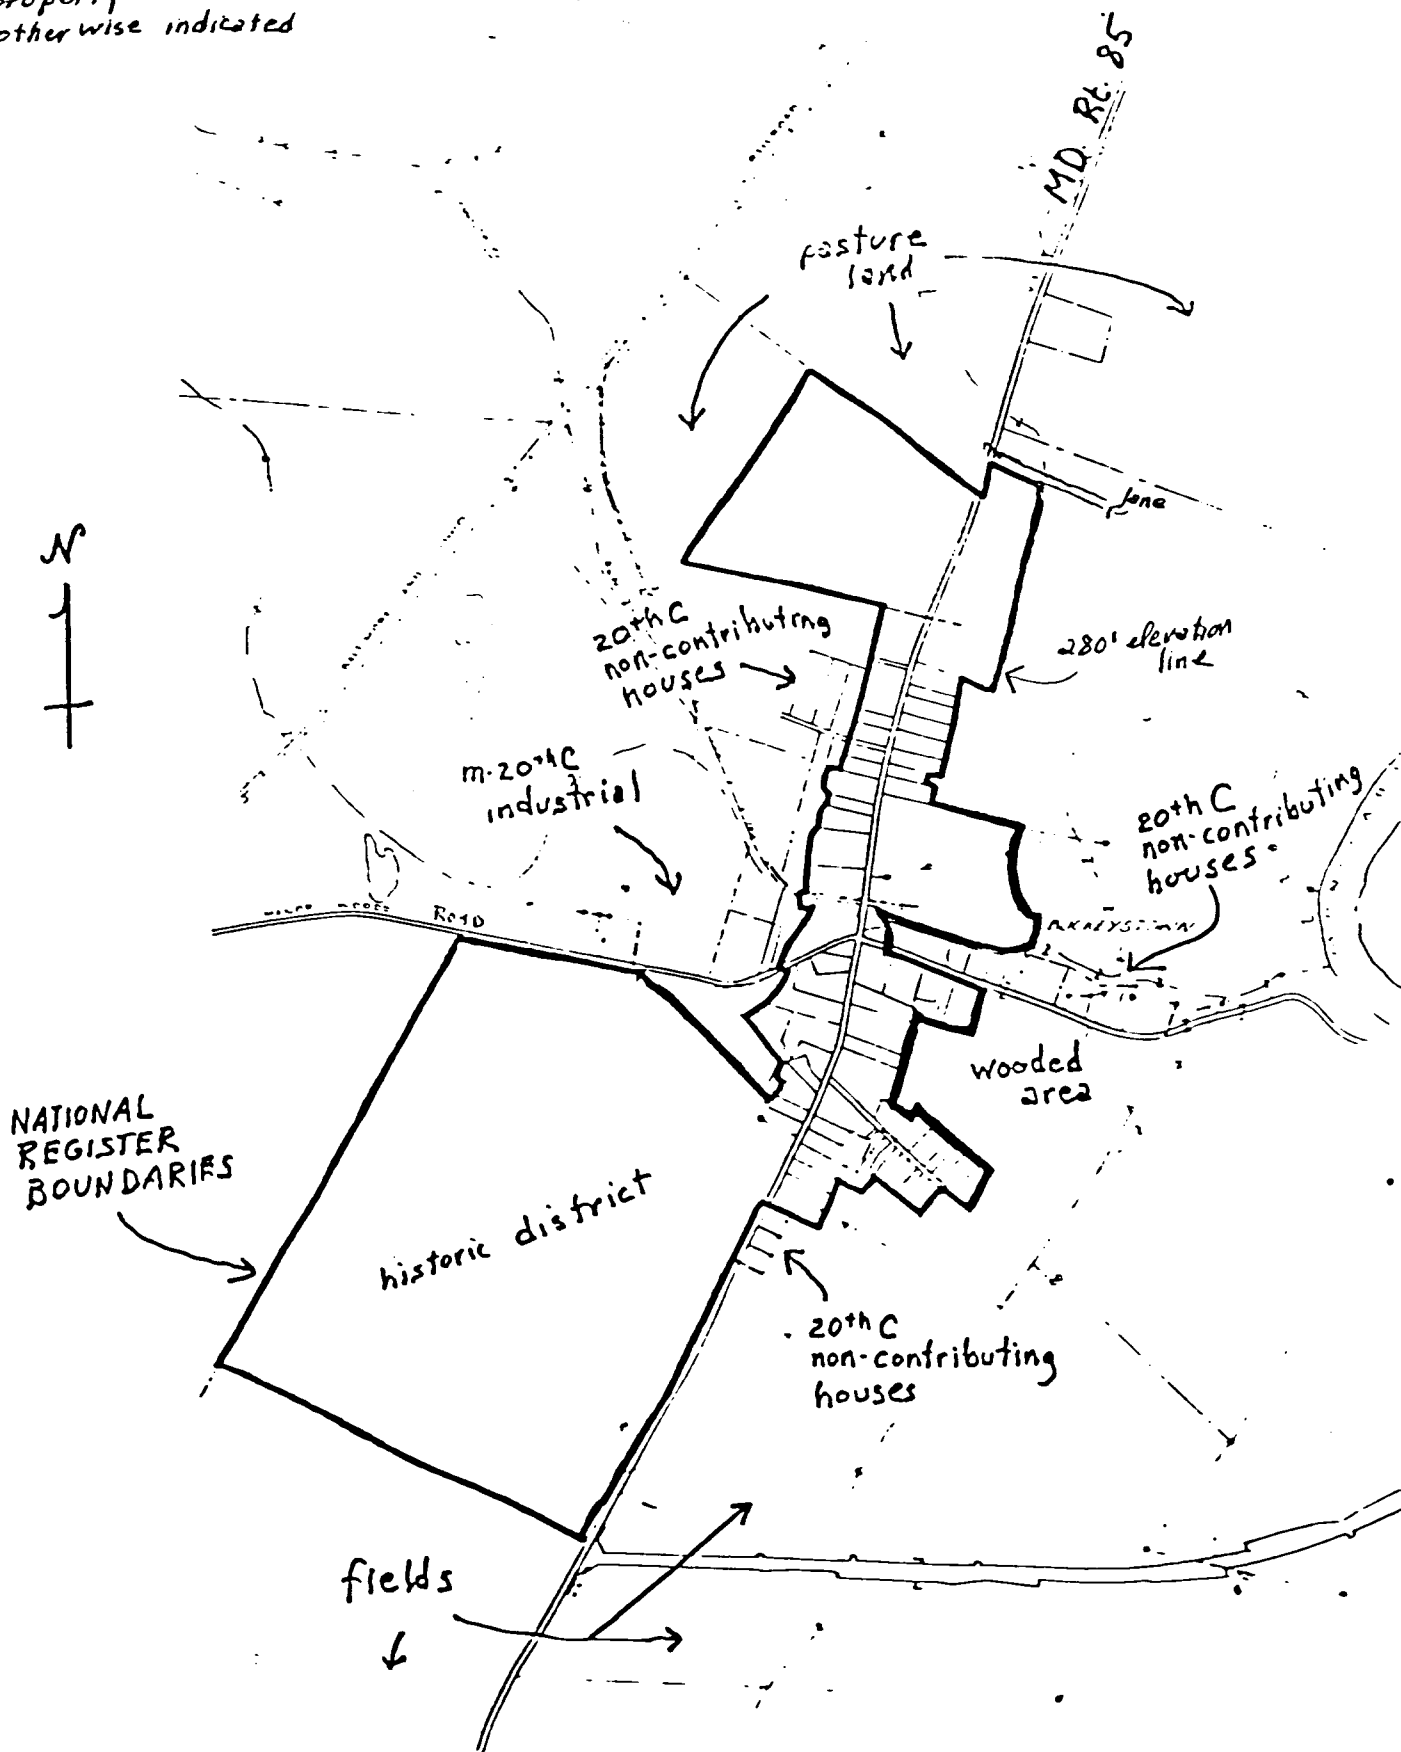 otherwise indicated
MD Rt. 85
pasture
land
lane
N
20th C
non-contributing
houses
280' elevation
line
m-20th C
industrial
20th C
non-contributing
houses
ROAD
wooded
area
NATIONAL
REGISTER
BOUNDARIES
historic district
20th C
non-contributing
houses
fields